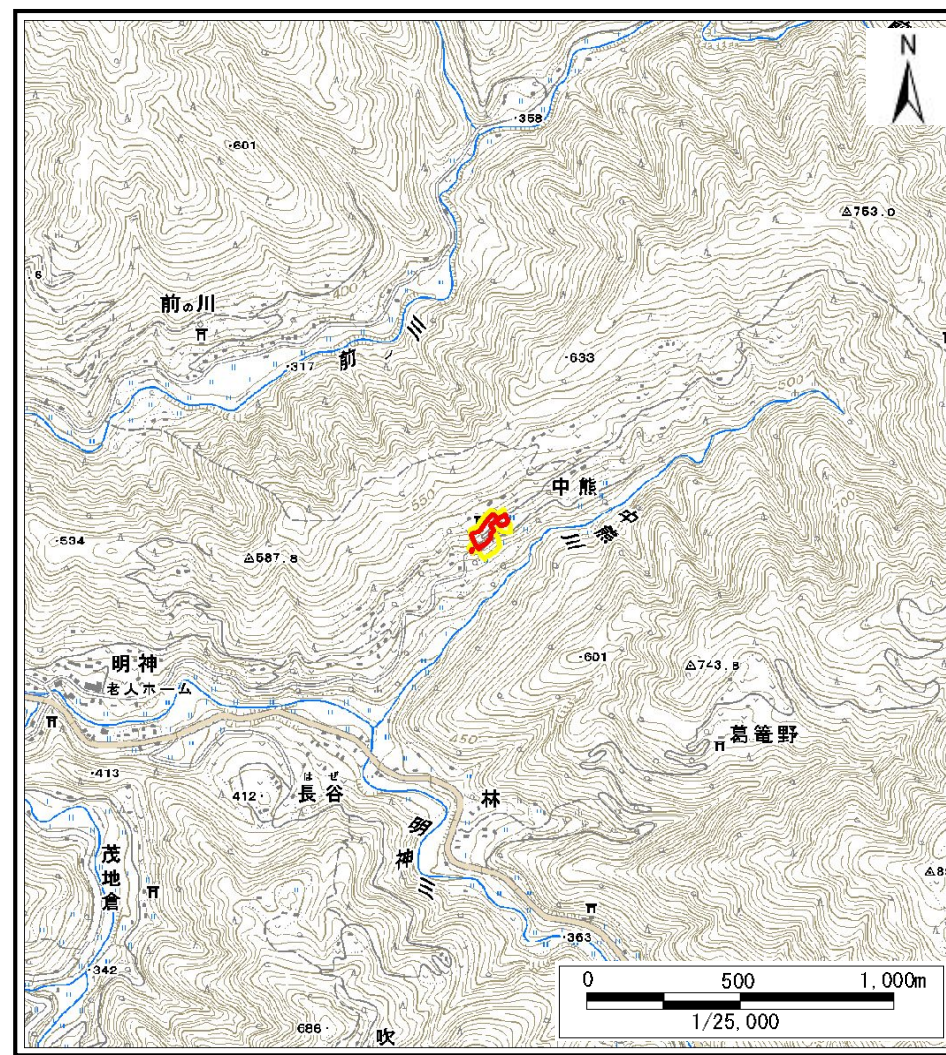 N
・358
・601
△763.0
400
前の川
・317
前ノ川
・633
500
550
中熊
中熊川
・534
△587.8
・601
△743.8
明神
老人ホーム
450
葛篭野
・413
はぜ
長谷
412・
林
明神川
茂地倉
・363
・342
686・
吹
0 500 1,000m
1/25,000